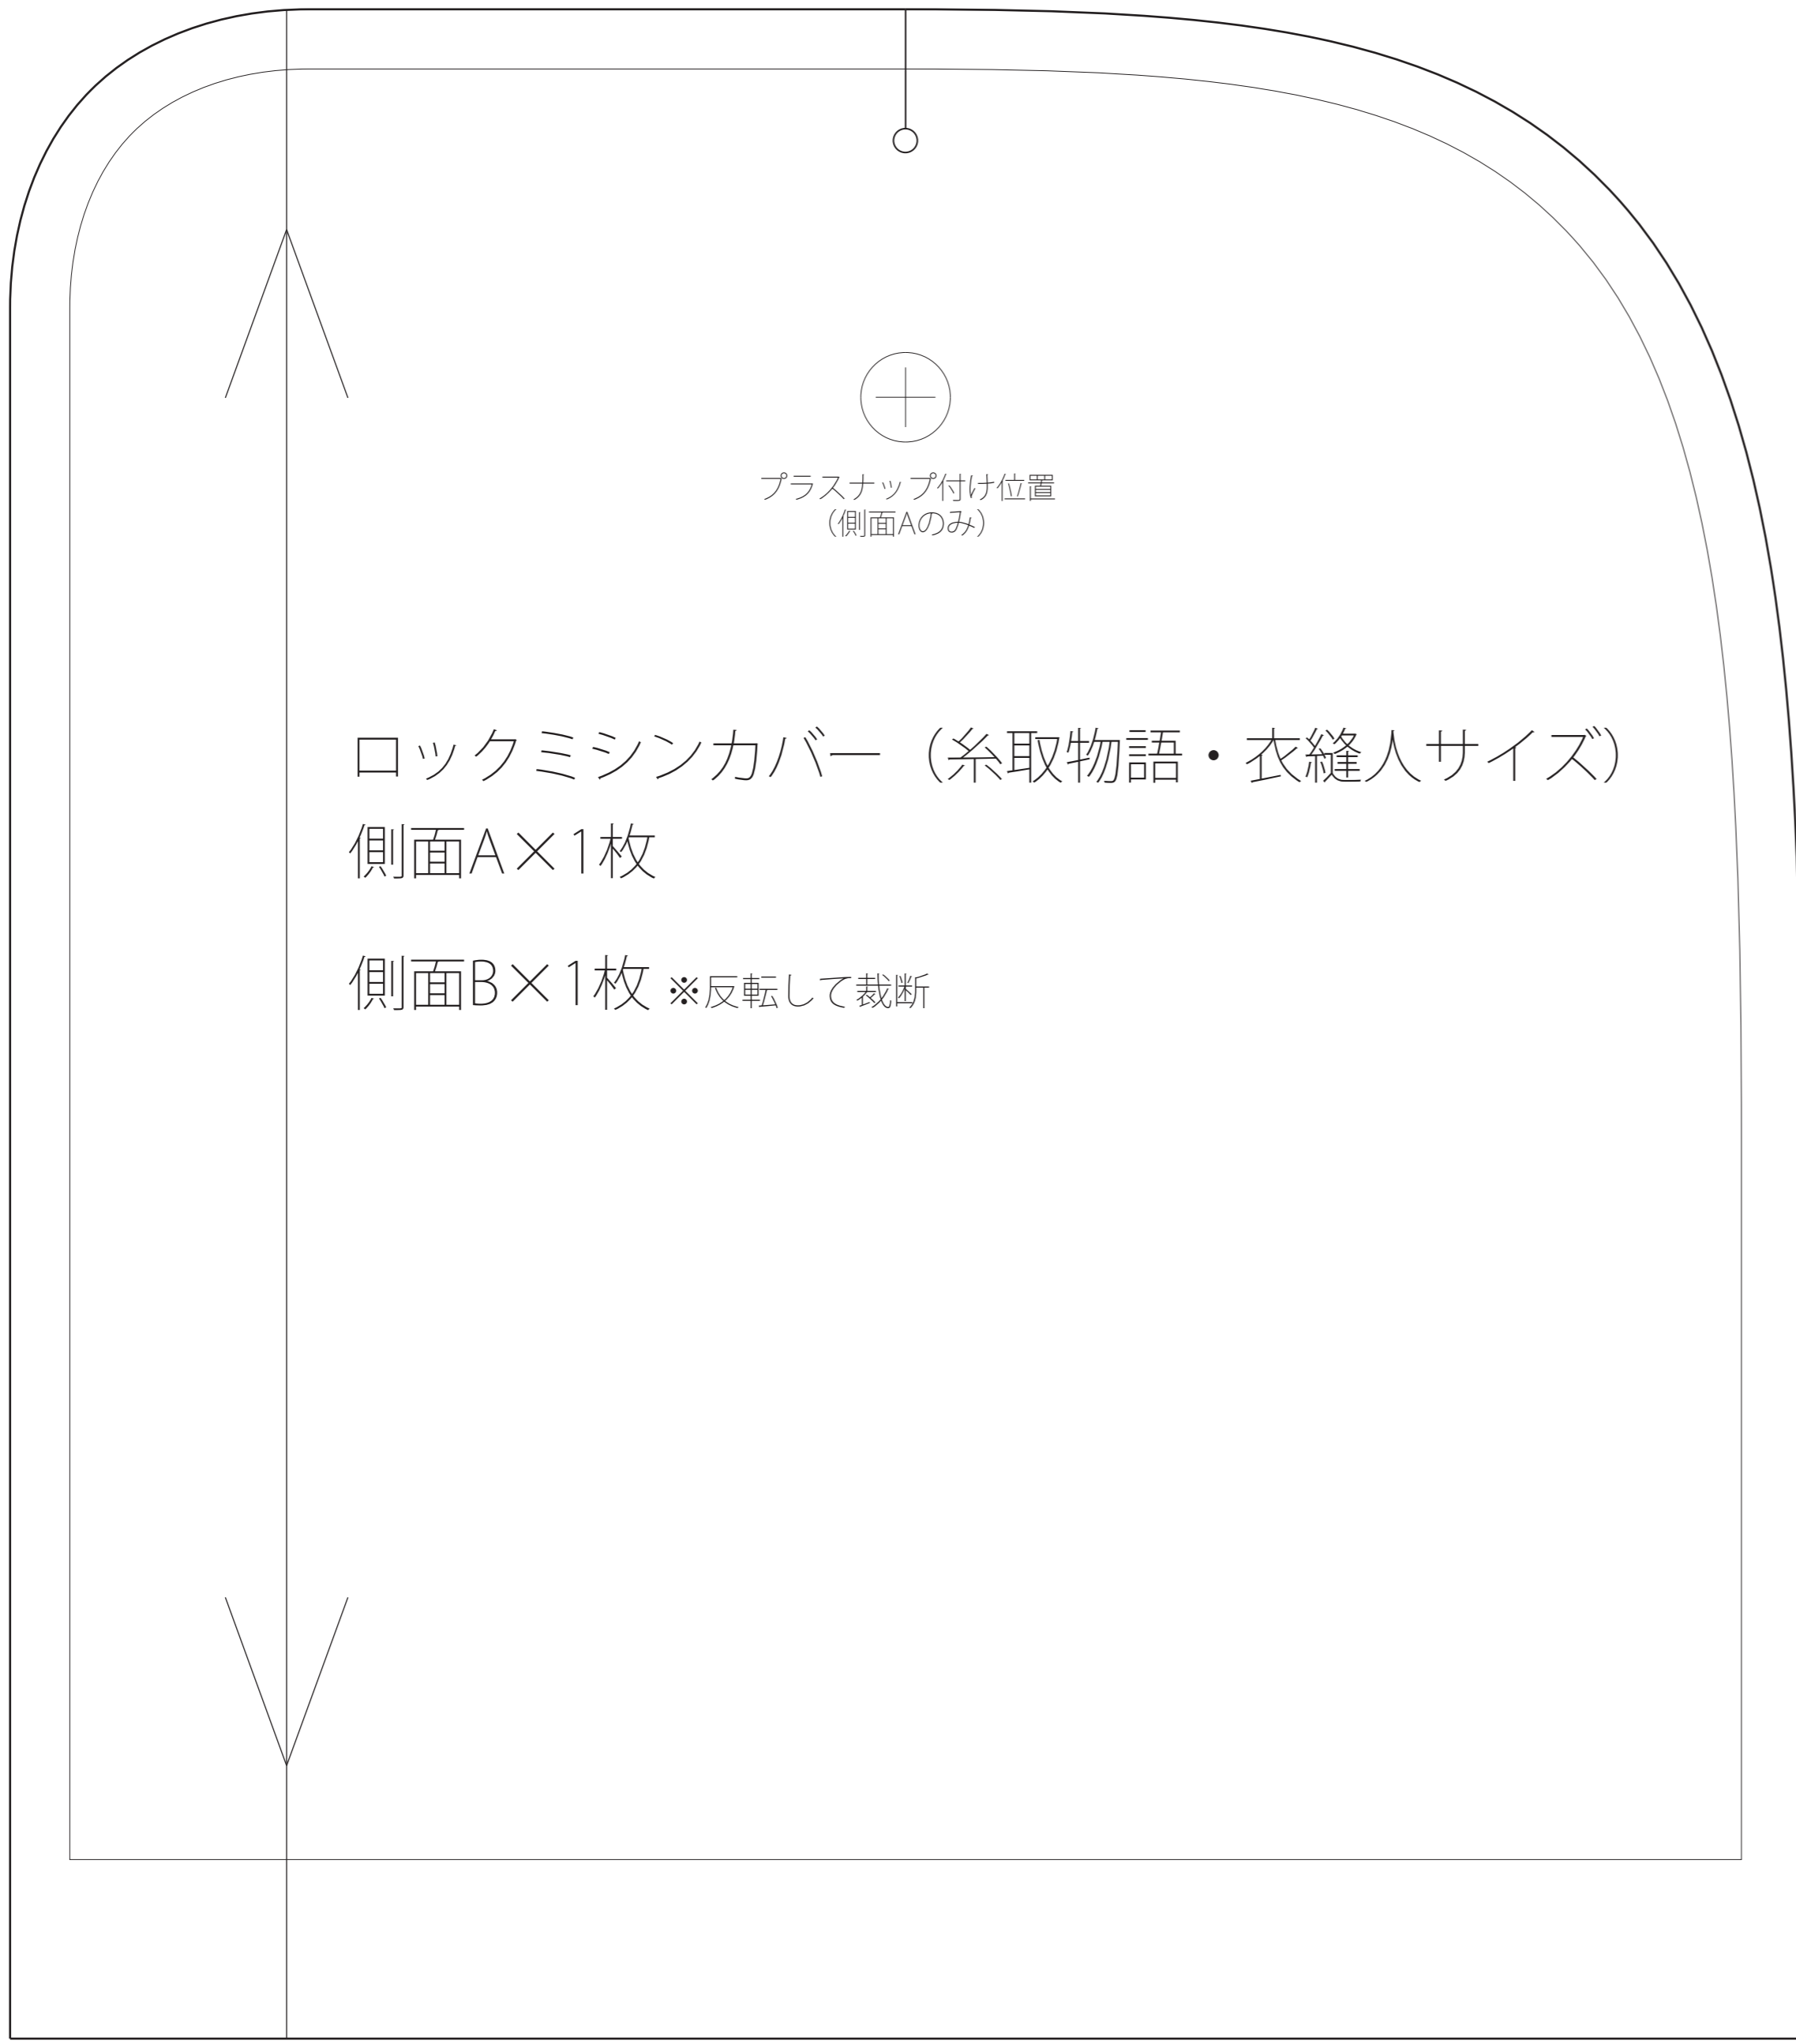 プラスナップ付け位置
（側面Aのみ）
ロックミシンカバー（糸取物語・衣縫人サイズ）
側面A×1枚
側面B×1枚 ※反転して裁断